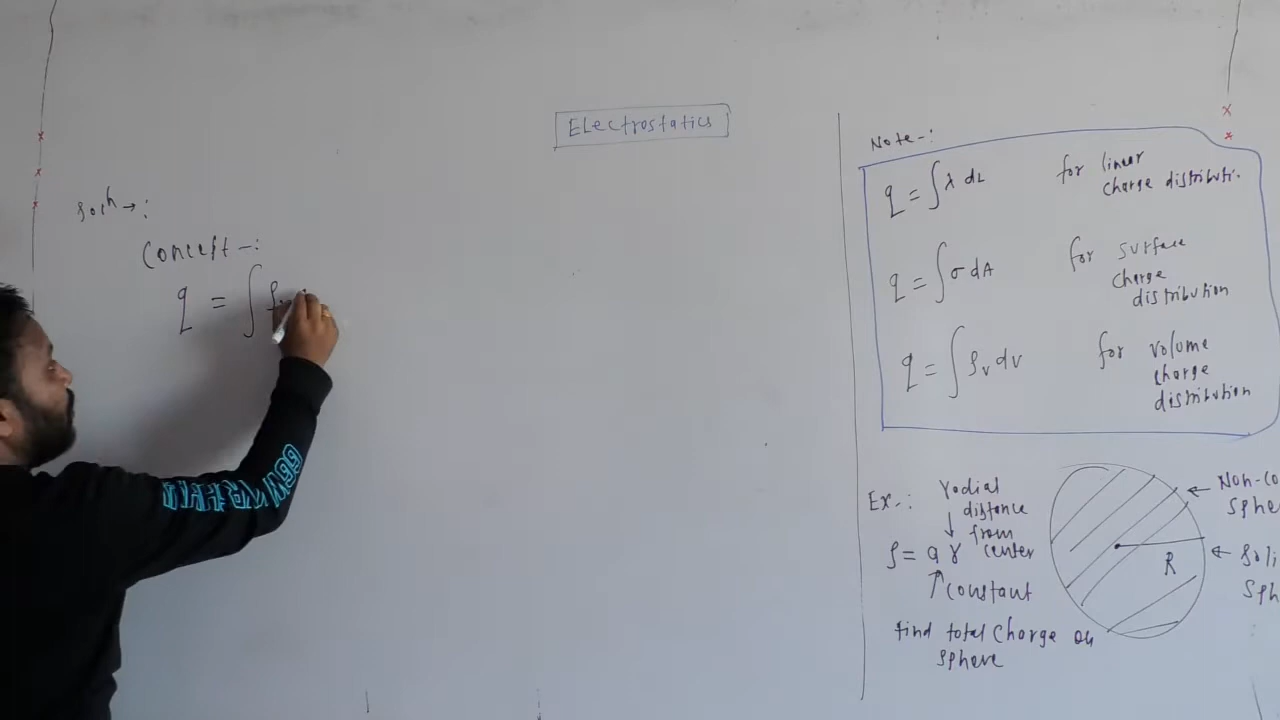 Electrostatics
Soln →:
Concept -:
q = ∫ρ
Note -:
q = ∫λ dL for linear
charge distributi.
q = ∫σ dA for surface
charge
distribution
q = ∫ρv dv for volume
charge
distribution
Ex.: radial
distance
from
ρ = a r center
constant
find total charge on
sphere
R
Non-co
sphe
Soli
Sph